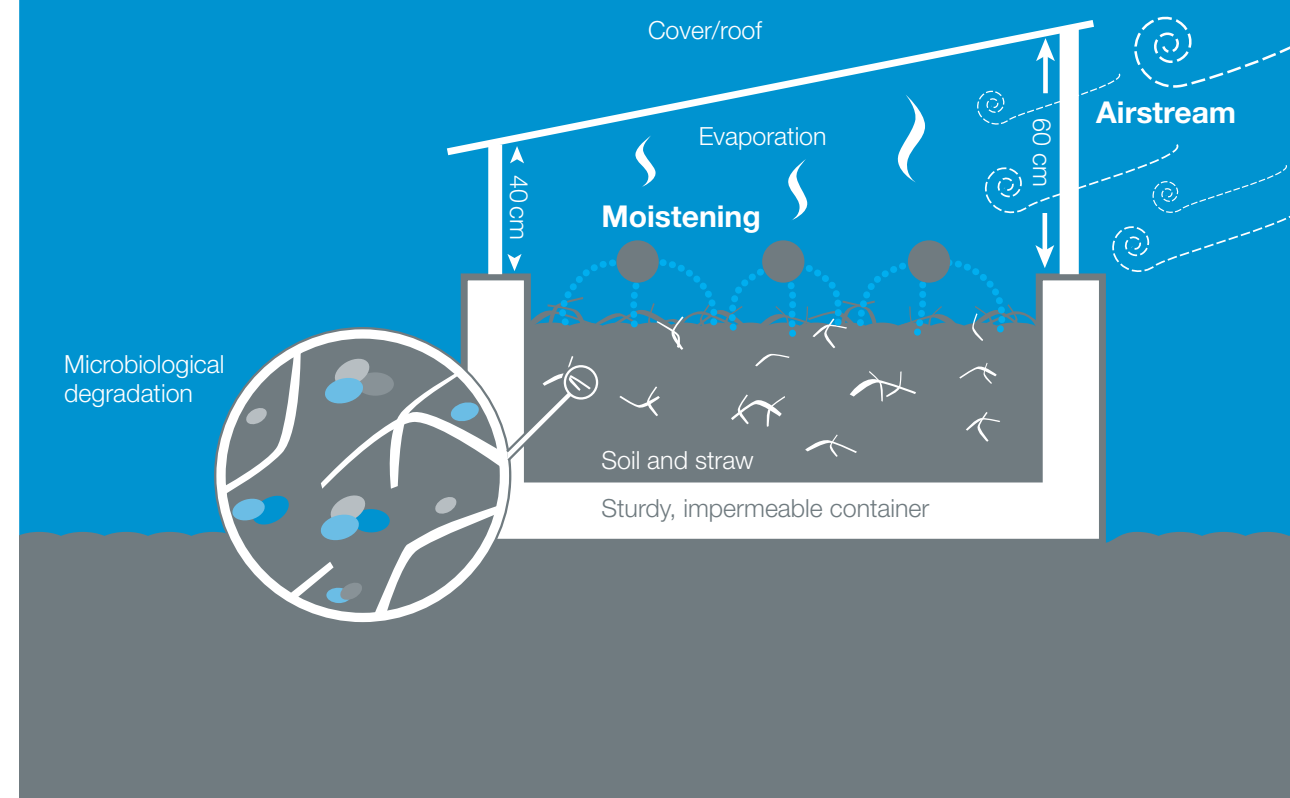 Cover/roof
Airstream
Evaporation
60 cm
40 cm
Moistening
Microbiological
degradation
Soil and straw
Sturdy, impermeable container